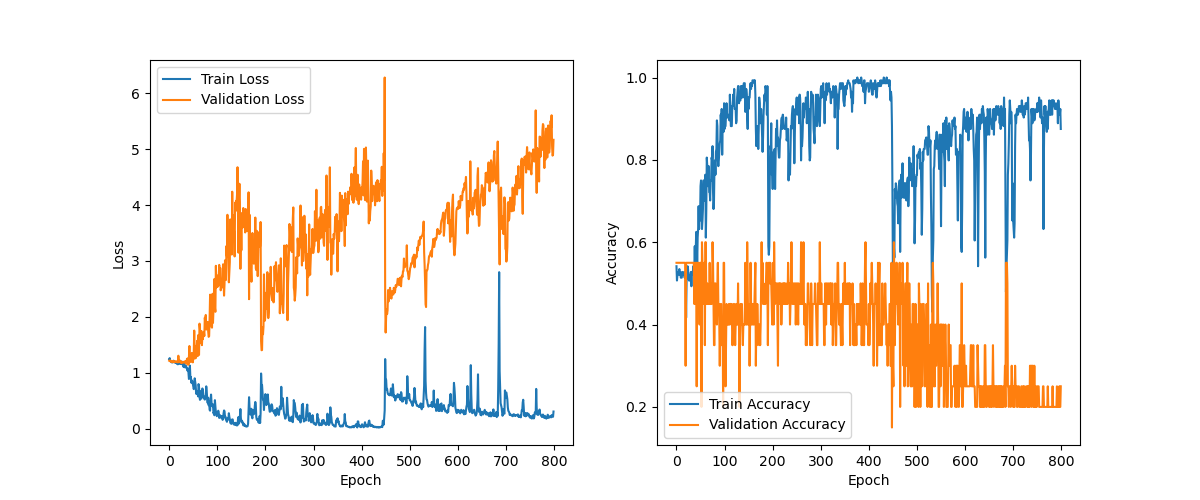 Train Loss
Validation Loss
6
5
4
3
2
1
0
Loss
0 100 200 300 400 500 600 700 800
Epoch
1.0
0.8
0.6
0.4
0.2
Accuracy
Train Accuracy
Validation Accuracy
0 100 200 300 400 500 600 700 800
Epoch